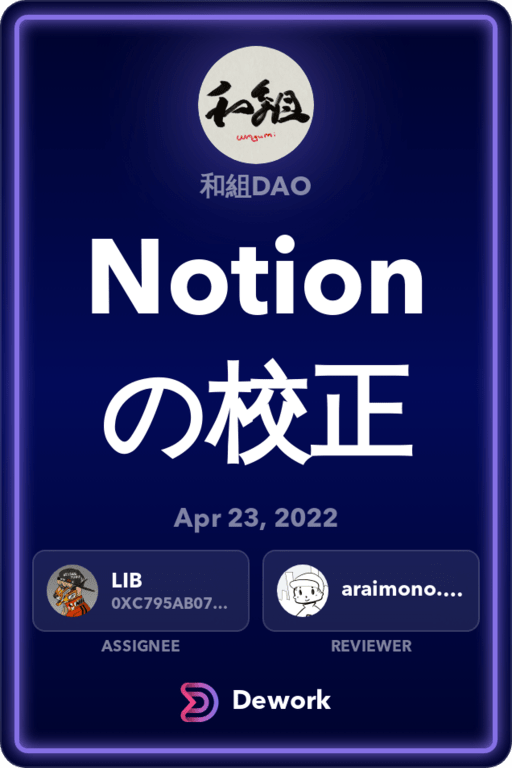 和組
wagumi
和組DAO
Notion
の校正
Apr 23, 2022
LIB
0XC795AB07...
araimono....
ASSIGNEE
REVIEWER
Dework